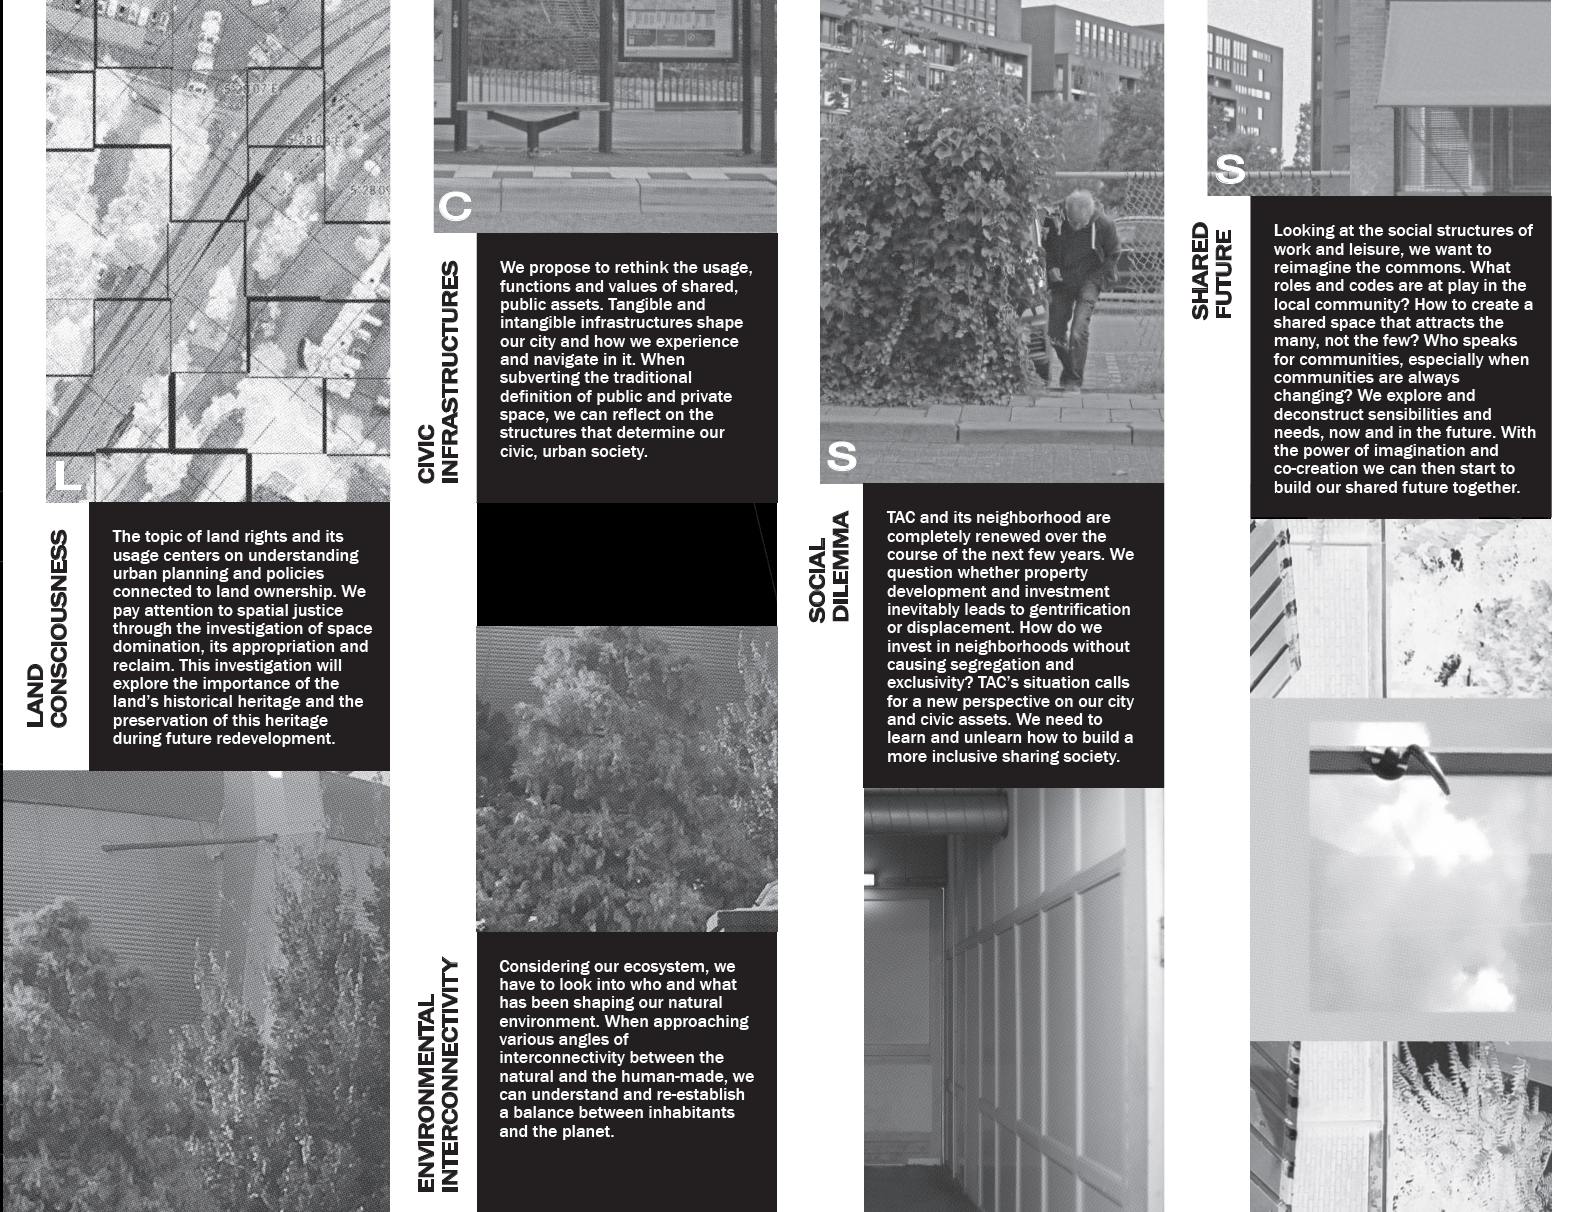 5°28.07'E
5°28.08'E
5°28.09
L
LAND
CONSCIOUSNESS
The topic of land rights and its
usage centers on understanding
urban planning and policies
connected to land ownership. We
pay attention to spatial justice
through the investigation of space
domination, its appropriation and
reclaim. This investigation will
explore the importance of the
land’s historical heritage and the
preservation of this heritage
during future redevelopment.
C
CIVIC
INFRASTRUCTURES
We propose to rethink the usage,
functions and values of shared,
public assets. Tangible and
intangible infrastructures shape
our city and how we experience
and navigate in it. When
subverting the traditional
definition of public and private
space, we can reflect on the
structures that determine our
civic, urban society.
ENVIRONMENTAL
INTERCONNECTIVITY
Considering our ecosystem, we
have to look into who and what
has been shaping our natural
environment. When approaching
various angles of
interconnectivity between the
natural and the human-made, we
can understand and re-establish
a balance between inhabitants
and the planet.
S
SOCIAL
DILEMMA
TAC and its neighborhood are
completely renewed over the
course of the next few years. We
question whether property
development and investment
inevitably leads to gentrification
or displacement. How do we
invest in neighborhoods without
causing segregation and
exclusivity? TAC’s situation calls
for a new perspective on our city
and civic assets. We need to
learn and unlearn how to build a
more inclusive sharing society.
S
SHARED
FUTURE
Looking at the social structures of
work and leisure, we want to
reimagine the commons. What
roles and codes are at play in the
local community? How to create a
shared space that attracts the
many, not the few? Who speaks
for communities, especially when
communities are always
changing? We explore and
deconstruct sensibilities and
needs, now and in the future. With
the power of imagination and
co-creation we can then start to
build our shared future together.